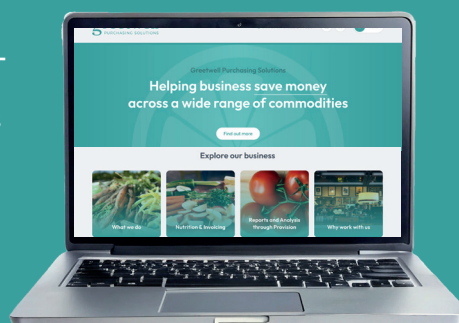 PURCHASING SOLUTIONS
Greetwell Purchasing Solutions
Helping business save money
across a wide range of commodities
Find out more
Explore our business
What we do
Nutrition & Invoicing
Reports and Analysis
through Provision
Why work with us